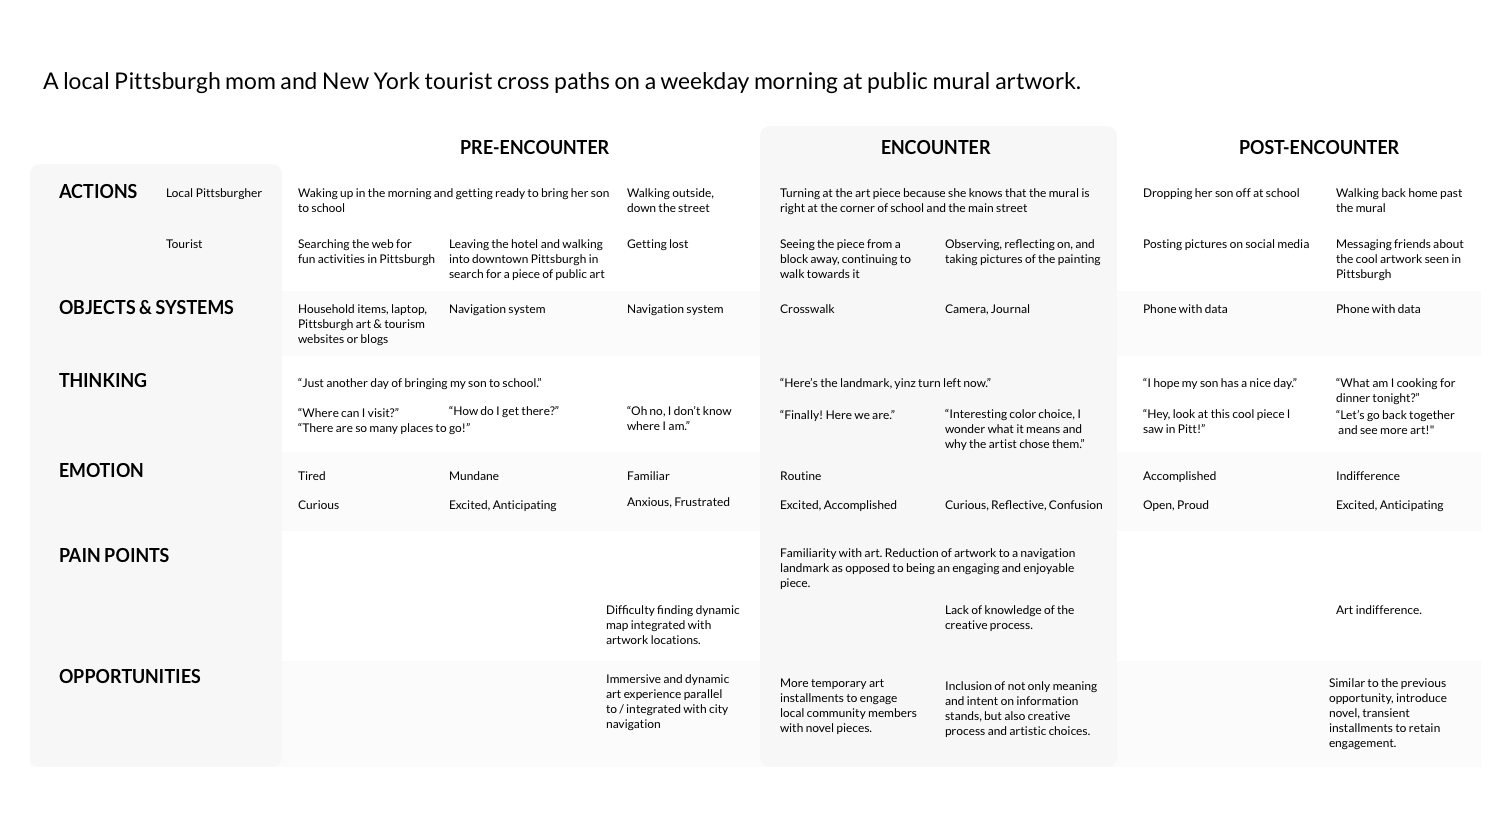 A local Pittsburgh mom and New York tourist cross paths on a weekday morning at public mural artwork.
PRE-ENCOUNTER
ENCOUNTER
POST-ENCOUNTER
ACTIONS
Local Pittsburgher
Waking up in the morning and getting ready to bring her son
to school
Walking outside,
down the street
Turning at the art piece because she knows that the mural is
right at the corner of school and the main street
Dropping her son off at school
Walking back home past
the mural
Tourist
Searching the web for
fun activities in Pittsburgh
Leaving the hotel and walking
into downtown Pittsburgh in
search for a piece of public art
Getting lost
Seeing the piece from a
block away, continuing to
walk towards it
Observing, reflecting on, and
taking pictures of the painting
Posting pictures on social media
Messaging friends about
the cool artwork seen in
Pittsburgh
OBJECTS & SYSTEMS
Household items, laptop,
Pittsburgh art & tourism
websites or blogs
Navigation system
Navigation system
Crosswalk
Camera, Journal
Phone with data
Phone with data
THINKING
“Just another day of bringing my son to school.”
“Here’s the landmark, yinz turn left now.”
“I hope my son has a nice day.”
“What am I cooking for
dinner tonight?”
“Where can I visit?”
“There are so many places to go!”
“How do I get there?”
“Oh no, I don’t know
where I am.”
“Finally! Here we are.”
“Interesting color choice, I
wonder what it means and
why the artist chose them.”
“Hey, look at this cool piece I
saw in Pitt!”
“Let’s go back together
and see more art!"
EMOTION
Tired
Mundane
Familiar
Routine
Accomplished
Indifference
Curious
Excited, Anticipating
Anxious, Frustrated
Excited, Accomplished
Curious, Reflective, Confusion
Open, Proud
Excited, Anticipating
PAIN POINTS
Familiarity with art. Reduction of artwork to a navigation
landmark as opposed to being an engaging and enjoyable
piece.
Difficulty finding dynamic
map integrated with
artwork locations.
Lack of knowledge of the
creative process.
Art indifference.
OPPORTUNITIES
Immersive and dynamic
art experience parallel
to / integrated with city
navigation
More temporary art
installments to engage
local community members
with novel pieces.
Inclusion of not only meaning
and intent on information
stands, but also creative
process and artistic choices.
Similar to the previous
opportunity, introduce
novel, transient
installments to retain
engagement.